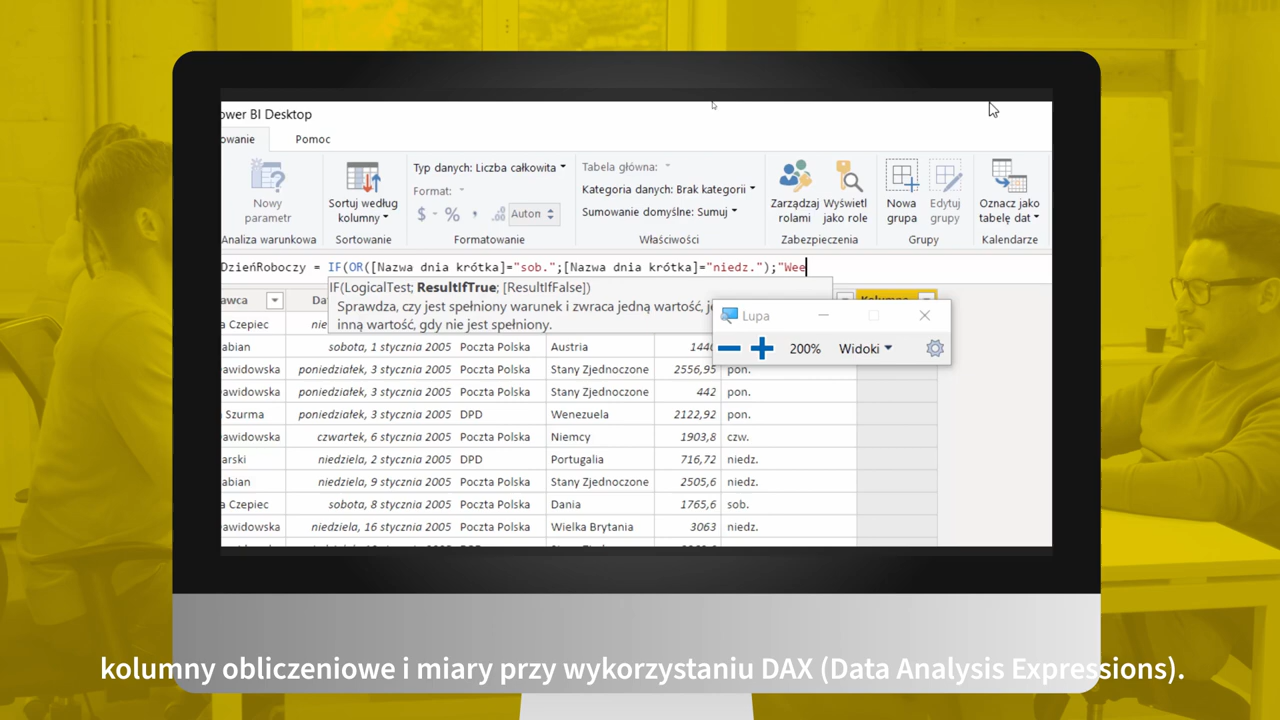 ower BI Desktop
owanie Pomoc
Nowy parametr
Analiza warunkowa
Sortuj według kolumny
Sortowanie
Typ danych: Liczba całkowita
Format:
$ % , .00 Auton
Formatowanie
Tabela główna:
Kategoria danych: Brak kategorii
Sumowanie domyślne: Sumuj
Właściwości
Zarządzaj rolami
Wyświetl jako role
Zabezpieczenia
Nowa grupa
Edytuj grupy
Grupy
Oznacz jako tabelę dat
Kalendarze
DzieńRoboczy = IF(OR([Nazwa dnia krótka]="sob.";[Nazwa dnia krótka]="niedz.");"Wee
IF(LogicalTest; ResultIfTrue; [ResultIfFalse])
Sprawdza, czy jest spełniony warunek i zwraca jedną wartość, je
inną wartość, gdy nie jest spełniony.
Lupa
200% Widoki
awca Da
a Czepiec nie
abian sobota, 1 stycznia 2005 Poczta Polska Austria 1440
awidowska poniedziałek, 3 stycznia 2005 Poczta Polska Stany Zjednoczone 2556,95 pon.
awidowska poniedziałek, 3 stycznia 2005 Poczta Polska Stany Zjednoczone 442 pon.
Szurma poniedziałek, 3 stycznia 2005 DPD Wenezuela 2122,92 pon.
awidowska czwartek, 6 stycznia 2005 Poczta Polska Niemcy 1903,8 czw.
arski niedziela, 2 stycznia 2005 DPD Portugalia 716,72 niedz.
abian niedziela, 9 stycznia 2005 Poczta Polska Stany Zjednoczone 2505,6 niedz.
a Czepiec sobota, 8 stycznia 2005 Poczta Polska Dania 1765,6 sob.
awidowska niedziela, 16 stycznia 2005 Poczta Polska Wielka Brytania 3063 niedz.
kolumny obliczeniowe i miary przy wykorzystaniu DAX (Data Analysis Expressions).